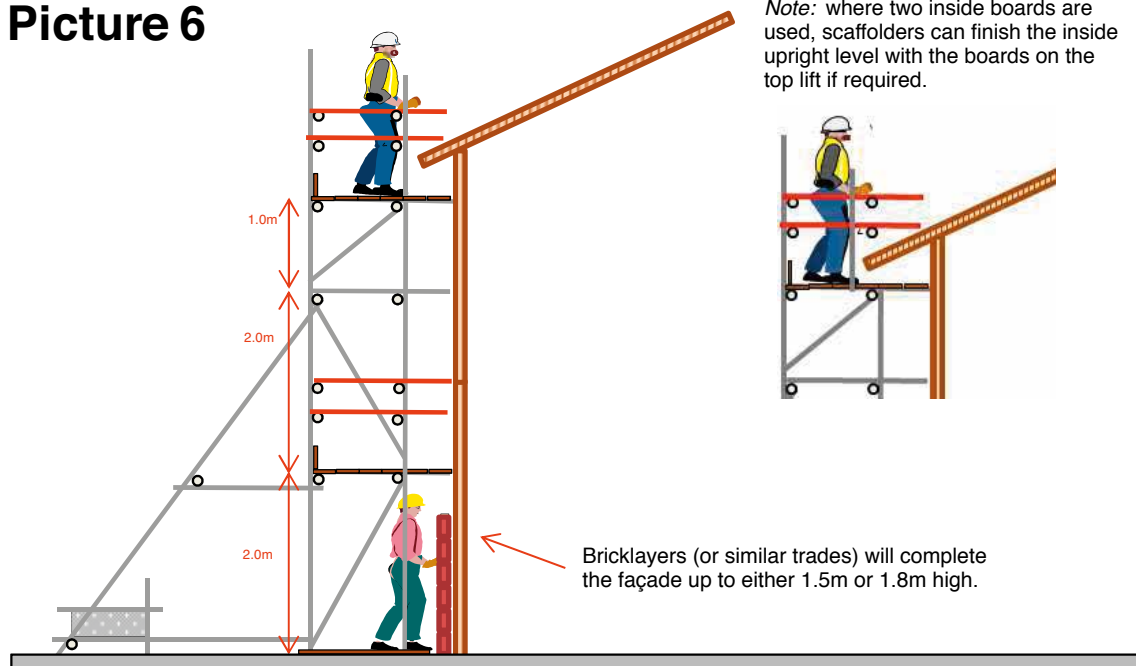 Picture 6
Note: where two inside boards are
used, scaffolders can finish the inside
upright level with the boards on the
top lift if required.
1.0m
2.0m
2.0m
Bricklayers (or similar trades) will complete
the façade up to either 1.5m or 1.8m high.